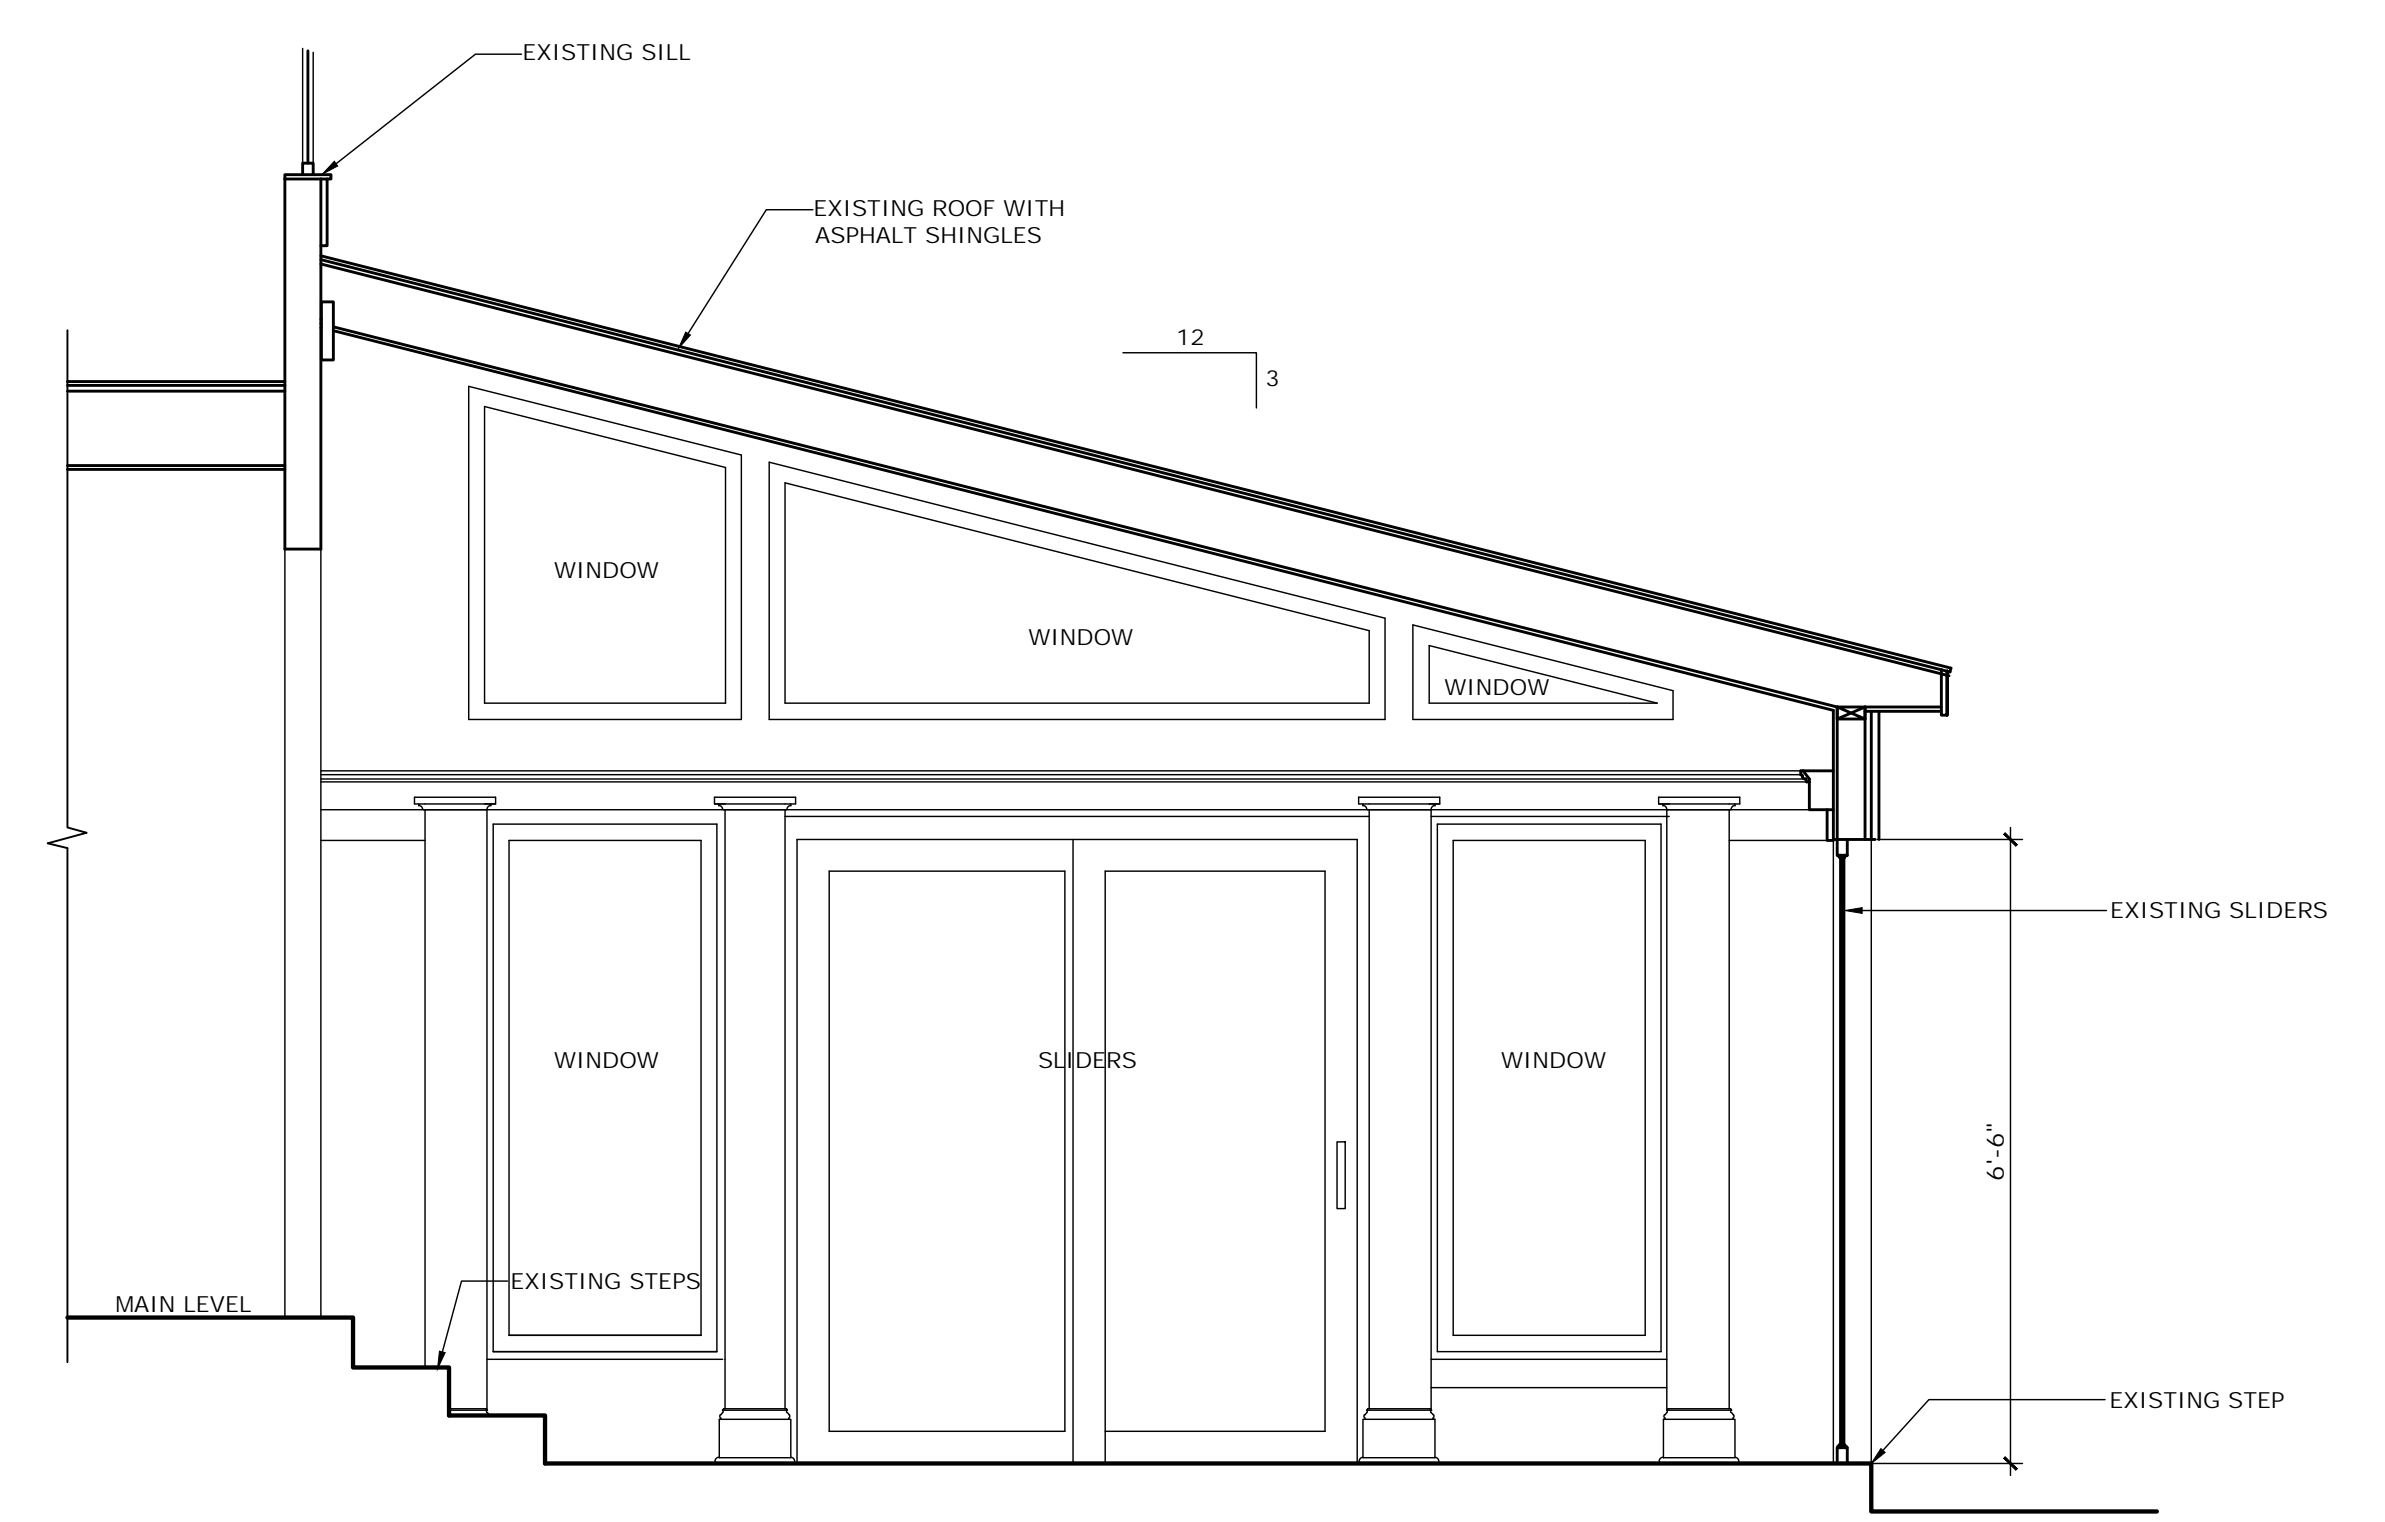 EXISTING SILL
EXISTING ROOF WITH
ASPHALT SHINGLES
12
3
WINDOW
WINDOW
WINDOW
EXISTING SLIDERS
WINDOW
SLIDERS
WINDOW
6'-6"
EXISTING STEPS
MAIN LEVEL
EXISTING STEP